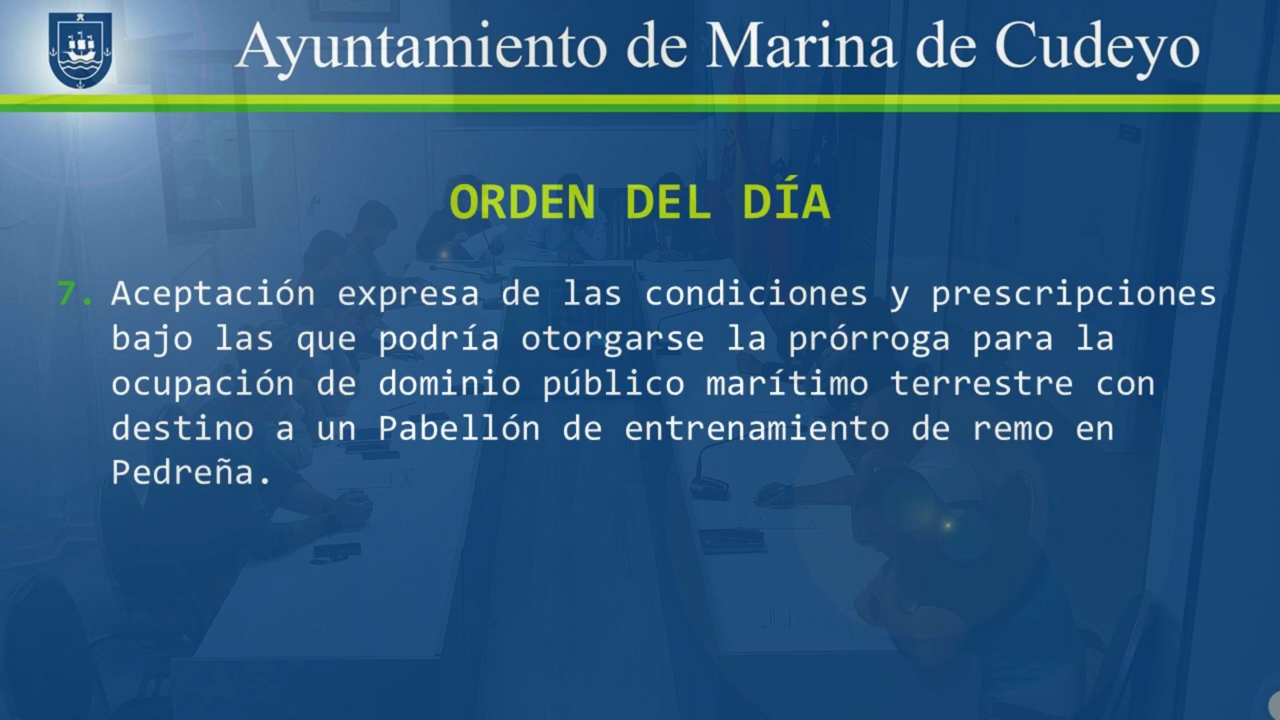 Ayuntamiento de Marina de Cudeyo
ORDEN DEL DÍA
7. Aceptación expresa de las condiciones y prescripciones
bajo las que podría otorgarse la prórroga para la
ocupación de dominio público marítimo terrestre con
destino a un Pabellón de entrenamiento de remo en
Pedreña.